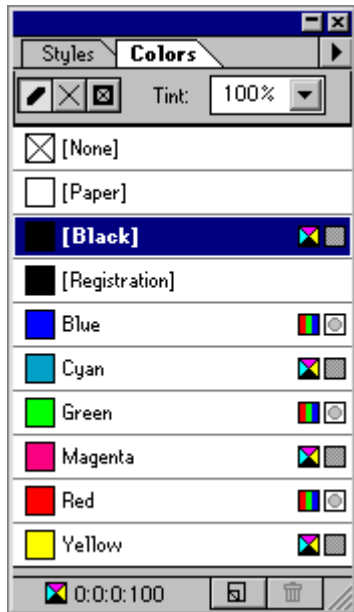 Styles Colors
Tint: 100%
[None]
[Paper]
[Black]
[Registration]
Blue
Cyan
Green
Magenta
Red
Yellow
0:0:0:100